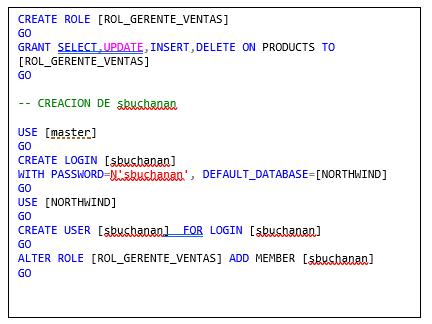 CREATE ROLE [ROL_GERENTE_VENTAS]
GO
GRANT SELECT,UPDATE,INSERT,DELETE ON PRODUCTS TO
[ROL_GERENTE_VENTAS]
GO
-- CREACION DE sbuchanan
USE [master]
GO
CREATE LOGIN [sbuchanan]
WITH PASSWORD=N'sbuchanan', DEFAULT_DATABASE=[NORTHWIND]
GO
USE [NORTHWIND]
GO
CREATE USER [sbuchanan]  FOR LOGIN [sbuchanan]
GO
ALTER ROLE [ROL_GERENTE_VENTAS] ADD MEMBER [sbuchanan]
GO